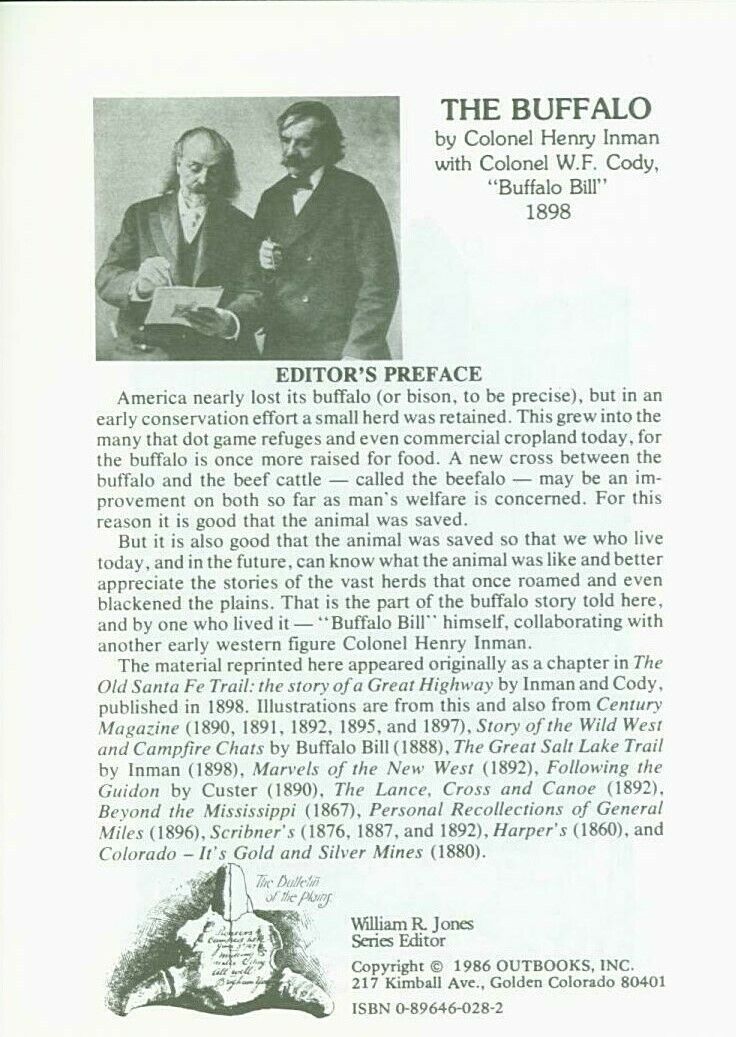 THE BUFFALO
by Colonel Henry Inman
with Colonel W.F. Cody,
“Buffalo Bill”
1898
EDITOR'S PREFACE
America nearly lost its buffalo (or bison, to be precise), but in an
early conservation effort a small herd was retained. This grew into the
many that dot game refuges and even commercial cropland today, for
the buffalo is once more raised for food. A new cross between the
buffalo and the beef cattle — called the beefalo — may be an im-
provement on both so far as man's welfare is concerned. For this
reason it is good that the animal was saved.
But it is also good that the animal was saved so that we who live
today, and in the future, can know what the animal was like and better
appreciate the stories of the vast herds that once roamed and even
blackened the plains. That is the part of the buffalo story told here,
and by one who lived it — “Buffalo Bill” himself, collaborating with
another early western figure Colonel Henry Inman.
The material reprinted here appeared originally as a chapter in The
Old Santa Fe Trail: the story of a Great Highway by Inman and Cody,
published in 1898. Illustrations are from this and also from Century
Magazine (1890, 1891, 1892, 1895, and 1897), Story of the Wild West
and Campfire Chats by Buffalo Bill (1888), The Great Salt Lake Trail
by Inman (1898), Marvels of the New West (1892), Following the
Guidon by Custer (1890), The Lance, Cross and Canoe (1892),
Beyond the Mississippi (1867), Personal Recollections of General
Miles (1896), Scribner's (1876, 1887, and 1892), Harper's (1860), and
Colorado – It's Gold and Silver Mines (1880).
The Bulletin
of the Plains
Pioneers
camped here
all well
Brigham Young
William R. Jones
Series Editor
Copyright © 1986 OUTBOOKS, INC.
217 Kimball Ave., Golden Colorado 80401
ISBN 0-89646-028-2